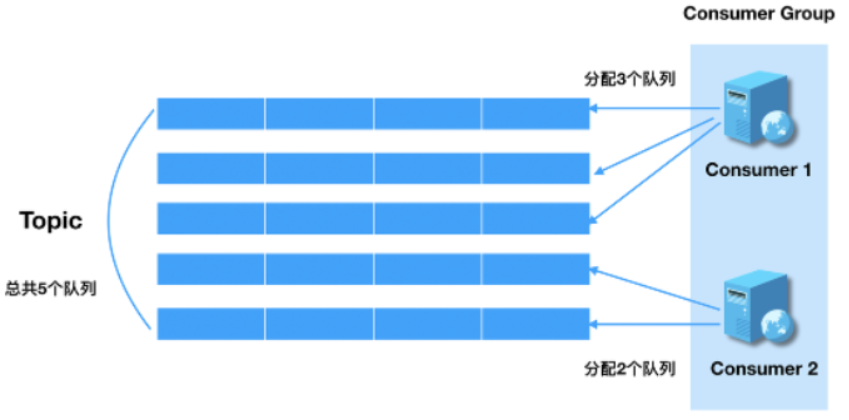 Consumer Group
分配3个队列
Consumer 1
Topic
总共5个队列
分配2个队列
Consumer 2